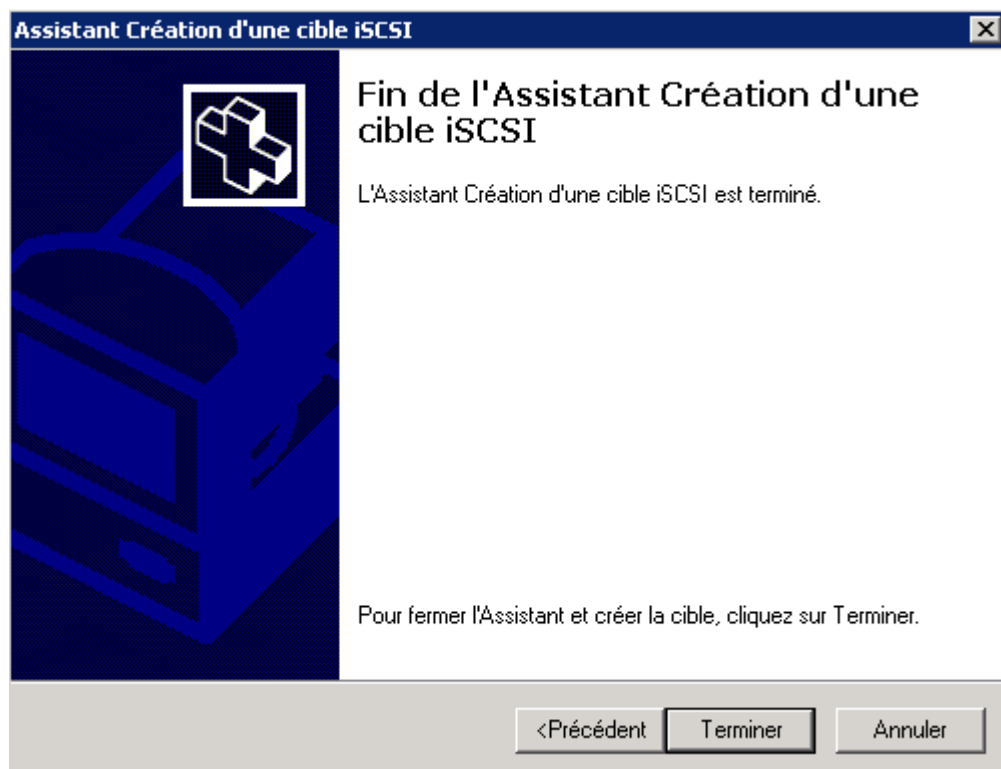 Assistant Création d'une cible iSCSI
Fin de l'Assistant Création d'une
cible iSCSI
L'Assistant Création d'une cible iSCSI est terminé.
Pour fermer l'Assistant et créer la cible, cliquez sur Terminer.
<Précédent
Terminer
Annuler